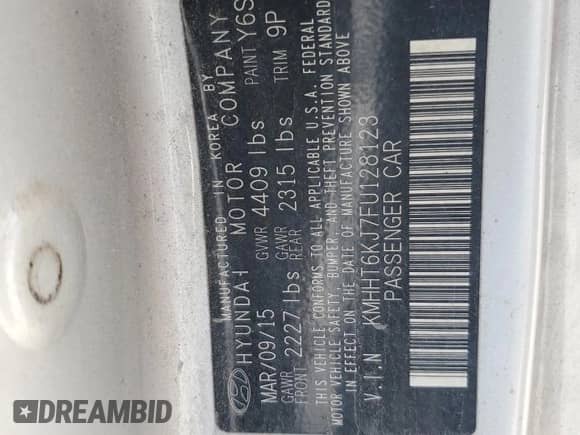 MANUFACTURED IN KOREA BY
HYUNDAI MOTOR COMPANY
MAR/09/15 GVWR 4409 lbs PAINT Y6S
GAWR FRONT 2227 lbs GAWR REAR 2315 lbs TRIM 9P
THIS VEHICLE CONFORMS TO ALL APPLICABLE U.S.A. FEDERAL
MOTOR VEHICLE SAFETY, BUMPER, AND THEFT PREVENTION STANDARD
IN EFFECT ON THE DATE OF MANUFACTURE SHOWN ABOVE
V.I.N KMHHT6KJ7FU128123
PASSENGER CAR
DREAMBID